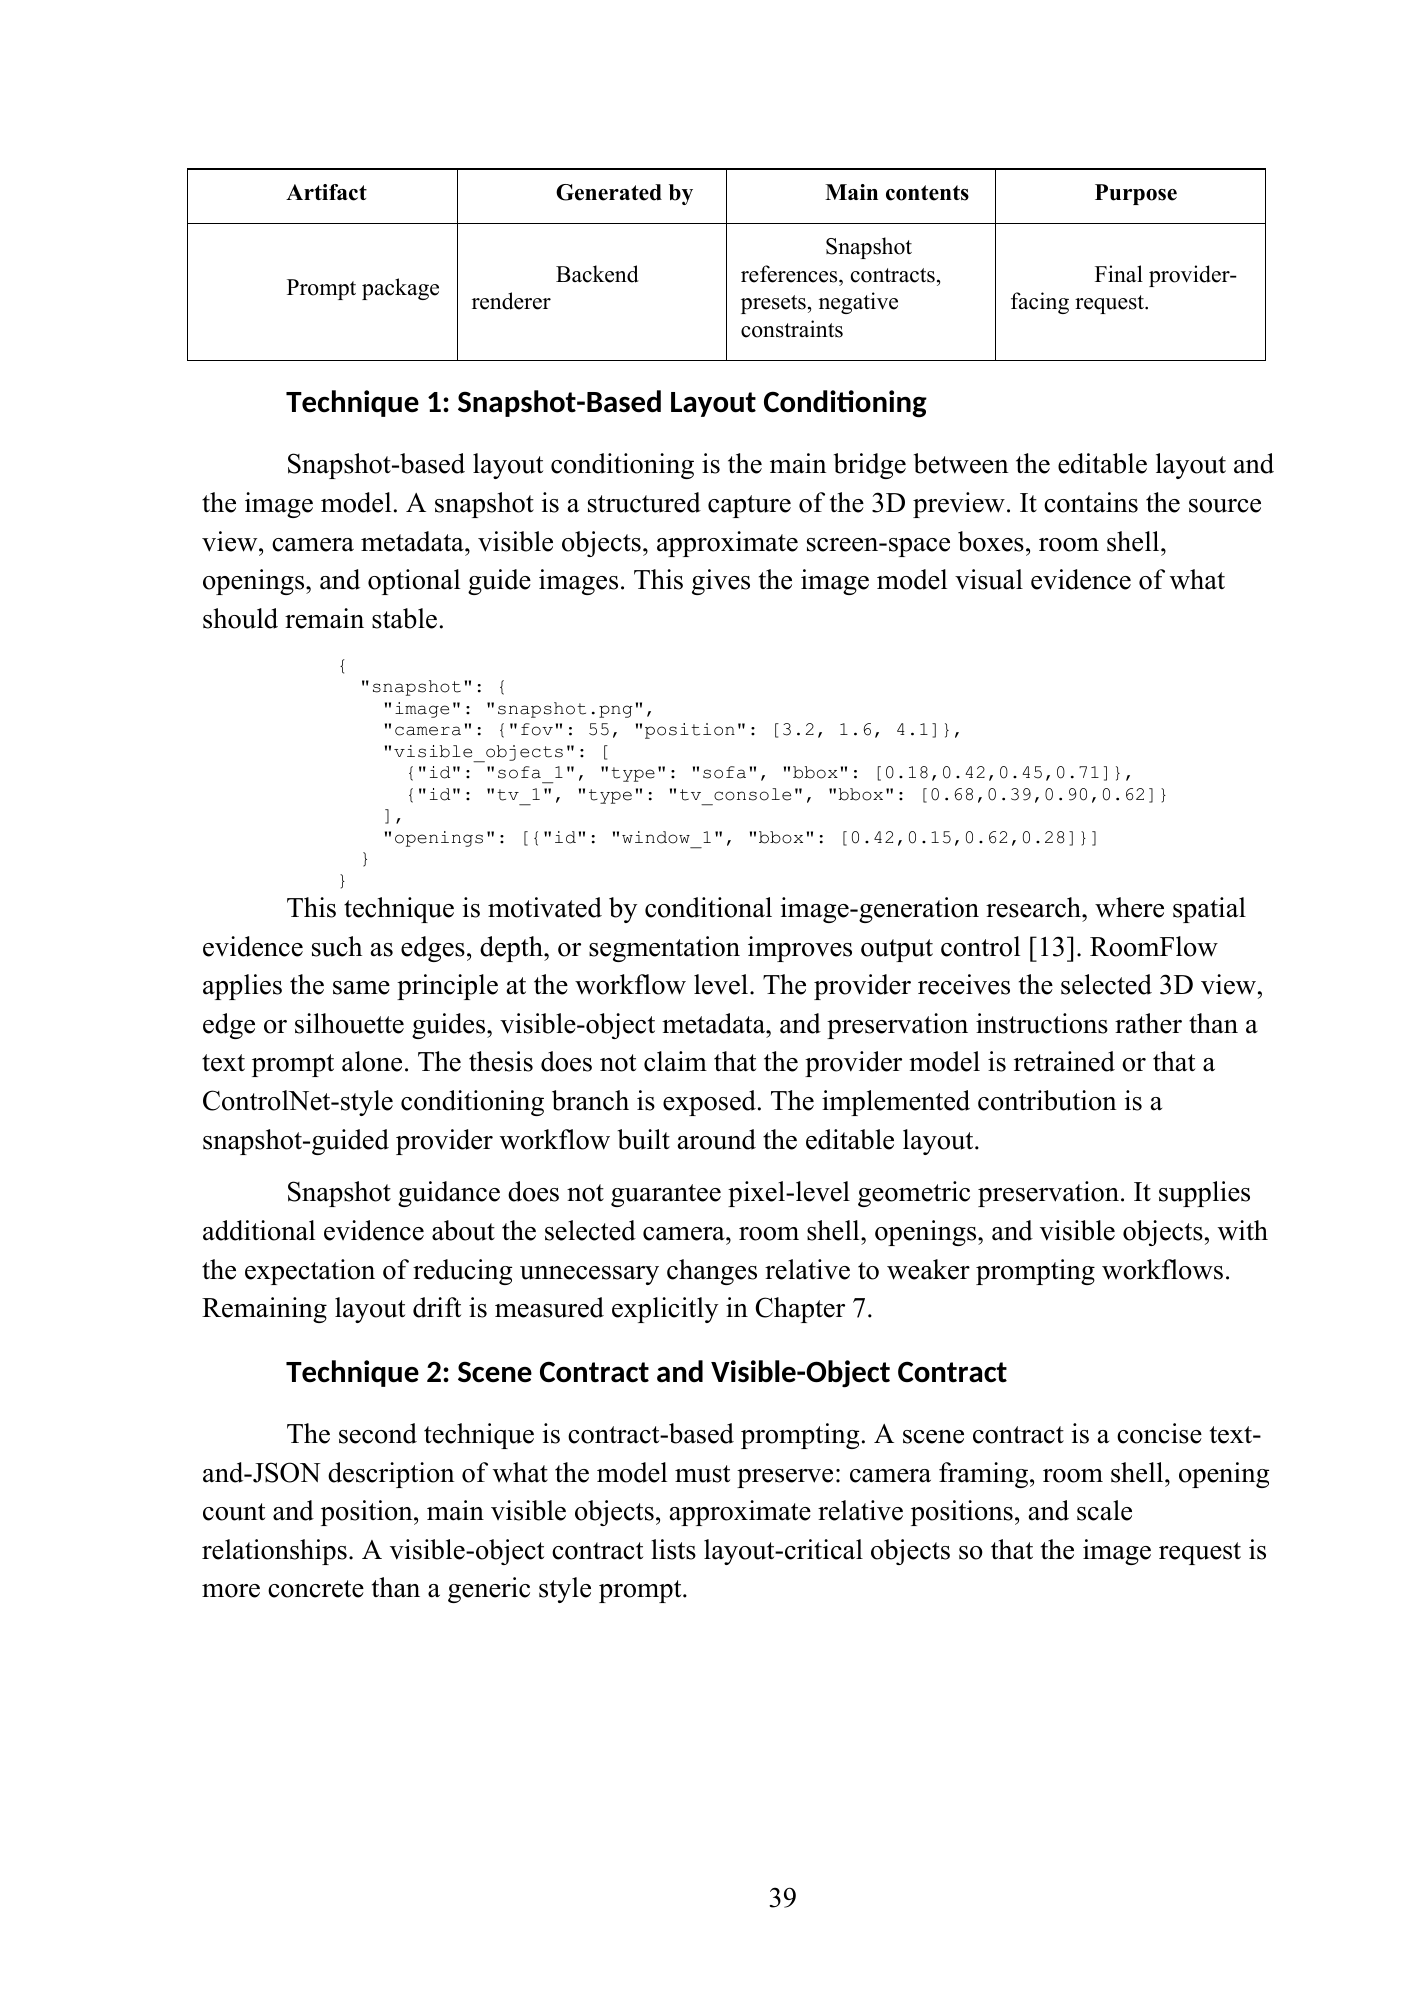 Artifact Generated by Main contents Purpose
Prompt package
Backend
renderer
Snapshot
references, contracts,
presets, negative
constraints
Final provider-
facing request.
Technique 1: Snapshot-Based Layout Conditioning
Snapshot-based layout conditioning is the main bridge between the editable layout and
the image model. A snapshot is a structured capture of the 3D preview. It contains the source
view, camera metadata, visible objects, approximate screen-space boxes, room shell,
openings, and optional guide images. This gives the image model visual evidence of what
should remain stable.
{
  "snapshot": {
    "image": "snapshot.png",
    "camera": {"fov": 55, "position": [3.2, 1.6, 4.1]},
    "visible_objects": [
      {"id": "sofa_1", "type": "sofa", "bbox": [0.18,0.42,0.45,0.71]},
      {"id": "tv_1", "type": "tv_console", "bbox": [0.68,0.39,0.90,0.62]}
    ],
    "openings": [{"id": "window_1", "bbox": [0.42,0.15,0.62,0.28]}]
  }
}
This technique is motivated by conditional image-generation research, where spatial
evidence such as edges, depth, or segmentation improves output control [13]. RoomFlow
applies the same principle at the workflow level. The provider receives the selected 3D view,
edge or silhouette guides, visible-object metadata, and preservation instructions rather than a
text prompt alone. The thesis does not claim that the provider model is retrained or that a
ControlNet-style conditioning branch is exposed. The implemented contribution is a
snapshot-guided provider workflow built around the editable layout.
Snapshot guidance does not guarantee pixel-level geometric preservation. It supplies
additional evidence about the selected camera, room shell, openings, and visible objects, with
the expectation of reducing unnecessary changes relative to weaker prompting workflows.
Remaining layout drift is measured explicitly in Chapter 7.
Technique 2: Scene Contract and Visible-Object Contract
The second technique is contract-based prompting. A scene contract is a concise text-
and-JSON description of what the model must preserve: camera framing, room shell, opening
count and position, main visible objects, approximate relative positions, and scale
relationships. A visible-object contract lists layout-critical objects so that the image request is
more concrete than a generic style prompt.
39